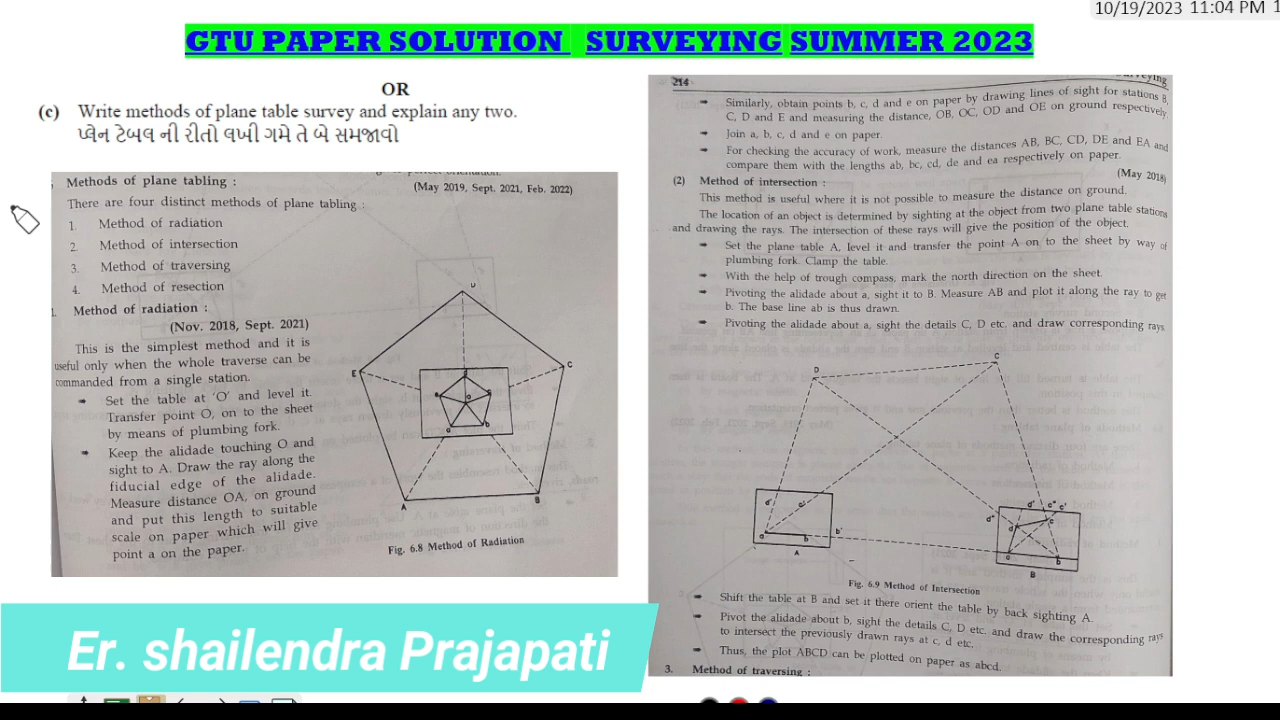 10/19/2023 11:04 PM 1
GTU PAPER SOLUTION SURVEYING SUMMER 2023
OR
(c) Write methods of plane table survey and explain any two.
પ્લેન ટેબલ ની રીતો લખી ગમે તે બે સમજાવો
Methods of plane tabling :
(May 2019, Sept. 2021, Feb. 2022)
There are four distinct methods of plane tabling :
1. Method of radiation
2. Method of intersection
3. Method of traversing
4. Method of resection
Method of radiation :
(Nov. 2018, Sept. 2021)
This is the simplest method and it is
useful only when the whole traverse can be
commanded from a single station.
Set the table at 'O' and level it.
Transfer point O, on to the sheet
by means of plumbing fork.
Keep the alidade touching O and
sight to A. Draw the ray along the
fiducial edge of the alidade.
Measure distance OA, on ground
and put this length to suitable
scale on paper which will give
point a on the paper.
D
E
C
A
B
Fig. 6.8 Method of Radiation
214
Similarly, obtain points b, c, d and e on paper by drawing lines of sight for stations B,
C, D and E and measuring the distance, OB, OC, OD and OE on ground respectively.
Join a, b, c, d and e on paper.
For checking the accuracy of work, measure the distances AB, BC, CD, DE and EA and
compare them with the lengths ab, bc, cd, de and ea respectively on paper.
(2) Method of intersection :
(May 2018)
This method is useful where it is not possible to measure the distance on ground.
The location of an object is determined by sighting at the object from two plane table stations
and drawing the rays. The intersection of these rays will give the position of the object.
Set the plane table A, level it and transfer the point A on to the sheet by way of
plumbing fork. Clamp the table.
With the help of trough compass, mark the north direction on the sheet.
Pivoting the alidade about a, sight it to B. Measure AB and plot it along the ray to get
b. The base line ab is thus drawn.
Pivoting the alidade about a, sight the details C, D etc. and draw corresponding rays
D
C
d' c'
a b b'
A
d" d' c" c'
d c
a b
B
Fig. 6.9 Method of Intersection
Shift the table at B and set it there orient the table by back sighting A.
Pivot the alidade about b, sight the details C, D etc. and draw the corresponding rays
to intersect the previously drawn rays at c, d etc.
Thus, the plot ABCD can be plotted on paper as abcd.
3. Method of traversing :
Er. shailendra Prajapati